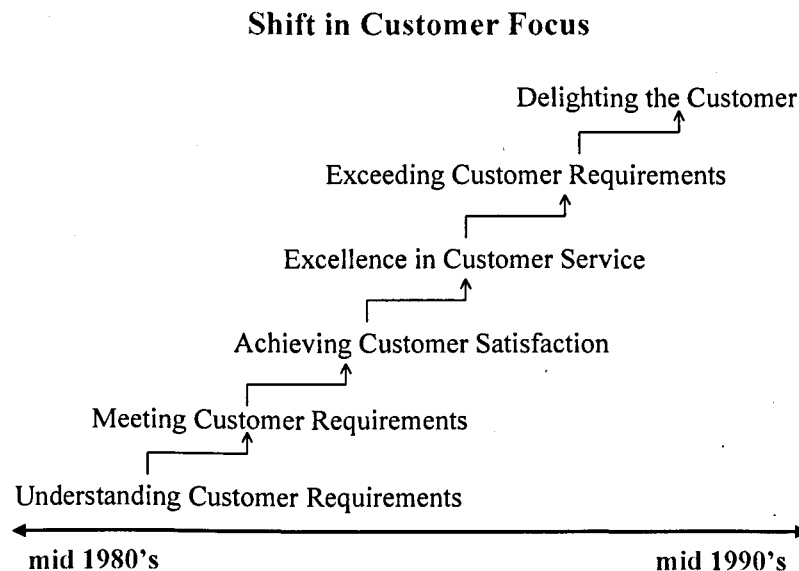 Shift in Customer Focus
Delighting the Customer
Exceeding Customer Requirements
Excellence in Customer Service
Achieving Customer Satisfaction
Meeting Customer Requirements
Understanding Customer Requirements
mid 1980's
mid 1990's